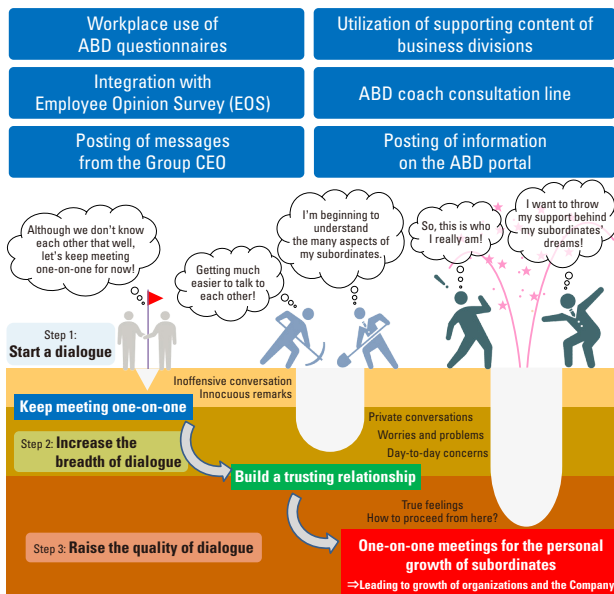 Workplace use of
ABD questionnaires
Utilization of supporting content of
business divisions
Integration with
Employee Opinion Survey (EOS)
ABD coach consultation line
Posting of messages
from the Group CEO
Posting of information
on the ABD portal
Although we don't know
each other that well,
let's keep meeting
one-on-one for now!
Getting much
easier to talk to
each other!
I'm beginning to
understand
the many aspects of
my subordinates.
So, this is who
I really am!
I want to throw
my support behind
my subordinates'
dreams!
Step 1:
Start a dialogue
Inoffensive conversation
Innocuous remarks
Keep meeting one-on-one
Private conversations
Worries and problems
Day-to-day concerns
Step 2: Increase the
breadth of dialogue
Build a trusting relationship
True feelings
How to proceed from here?
Step 3: Raise the quality of dialogue
One-on-one meetings for the personal
growth of subordinates
⇒Leading to growth of organizations and the Company